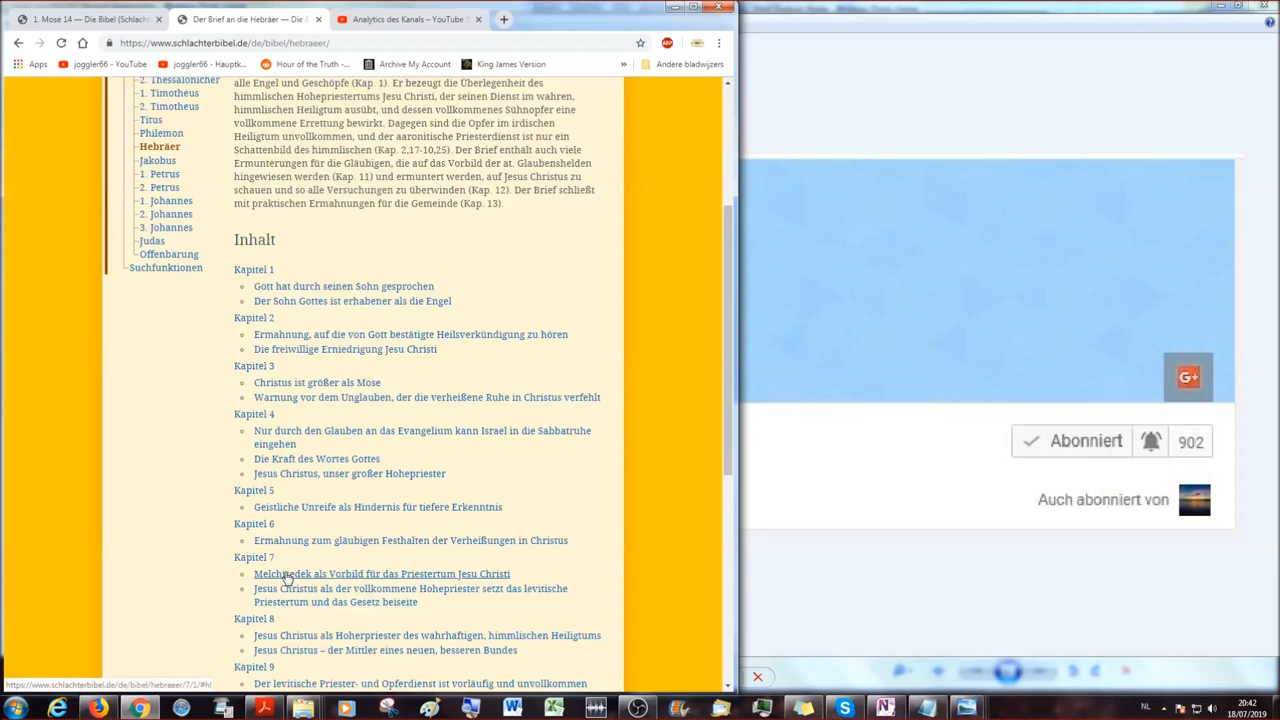 1. Mose 14 — Die Bibel (Schlacht
Der Brief an die Hebräer — Die B
Analytics des Kanals – YouTube S
https://www.schlachterbibel.de/de/bibel/hebraeer/
Apps
joggler66 - YouTube
joggler66 - Hauptk...
Hour of the Truth -...
Archive My Account
King James Version
»
Andere bladwijzers
2. Thessalonicher
1. Timotheus
2. Timotheus
Titus
Philemon
Hebräer
Jakobus
1. Petrus
2. Petrus
1. Johannes
2. Johannes
3. Johannes
Judas
Offenbarung
Suchfunktionen
alle Engel und Geschöpfe (Kap. 1). Er bezeugt die Überlegenheit des
himmlischen Hohepriestertums Jesu Christi, der seinen Dienst im wahren,
himmlischen Heiligtum ausübt, und dessen vollkommenes Sühnopfer eine
vollkommene Errettung bewirkt. Dagegen sind die Opfer im irdischen
Heiligtum unvollkommen, und der aaronitische Priesterdienst ist nur ein
Schattenbild des himmlischen (Kap. 2,17-10,25). Der Brief enthält auch viele
Ermunterungen für die Gläubigen, die auf das Vorbild der at. Glaubenshelden
hingewiesen werden (Kap. 11) und ermuntert werden, auf Jesus Christus zu
schauen und so alle Versuchungen zu überwinden (Kap. 12). Der Brief schließt
mit praktischen Ermahnungen für die Gemeinde (Kap. 13).
Inhalt
Kapitel 1
Gott hat durch seinen Sohn gesprochen
Der Sohn Gottes ist erhabener als die Engel
Kapitel 2
Ermahnung, auf die von Gott bestätigte Heilsverkündigung zu hören
Die freiwillige Erniedrigung Jesu Christi
Kapitel 3
Christus ist größer als Mose
Warnung vor dem Unglauben, der die verheißene Ruhe in Christus verfehlt
Kapitel 4
Nur durch den Glauben an das Evangelium kann Israel in die Sabbatruhe
eingehen
Die Kraft des Wortes Gottes
Jesus Christus, unser großer Hohepriester
Kapitel 5
Geistliche Unreife als Hindernis für tiefere Erkenntnis
Kapitel 6
Ermahnung zum gläubigen Festhalten der Verheißungen in Christus
Kapitel 7
Melchisedek als Vorbild für das Priestertum Jesu Christi
Jesus Christus als der vollkommene Hohepriester setzt das levitische
Priestertum und das Gesetz beiseite
Kapitel 8
Jesus Christus als Hoherpriester des wahrhaftigen, himmlischen Heiligtums
Jesus Christus – der Mittler eines neuen, besseren Bundes
Kapitel 9
Der levitische Priester- und Opferdienst ist vorläufig und unvollkommen
https://www.schlachterbibel.de/de/bibel/hebraeer/7/1/#hl
G+
Abonniert
902
Auch abonniert von
NL
20:42
18/07/2019